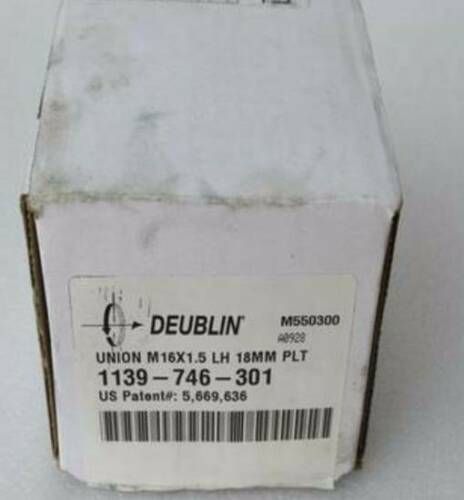 DEUBLIN
M550300
A0928
UNION M16X1.5 LH 18MM PLT
1139-746-301
US Patent#: 5,669,636